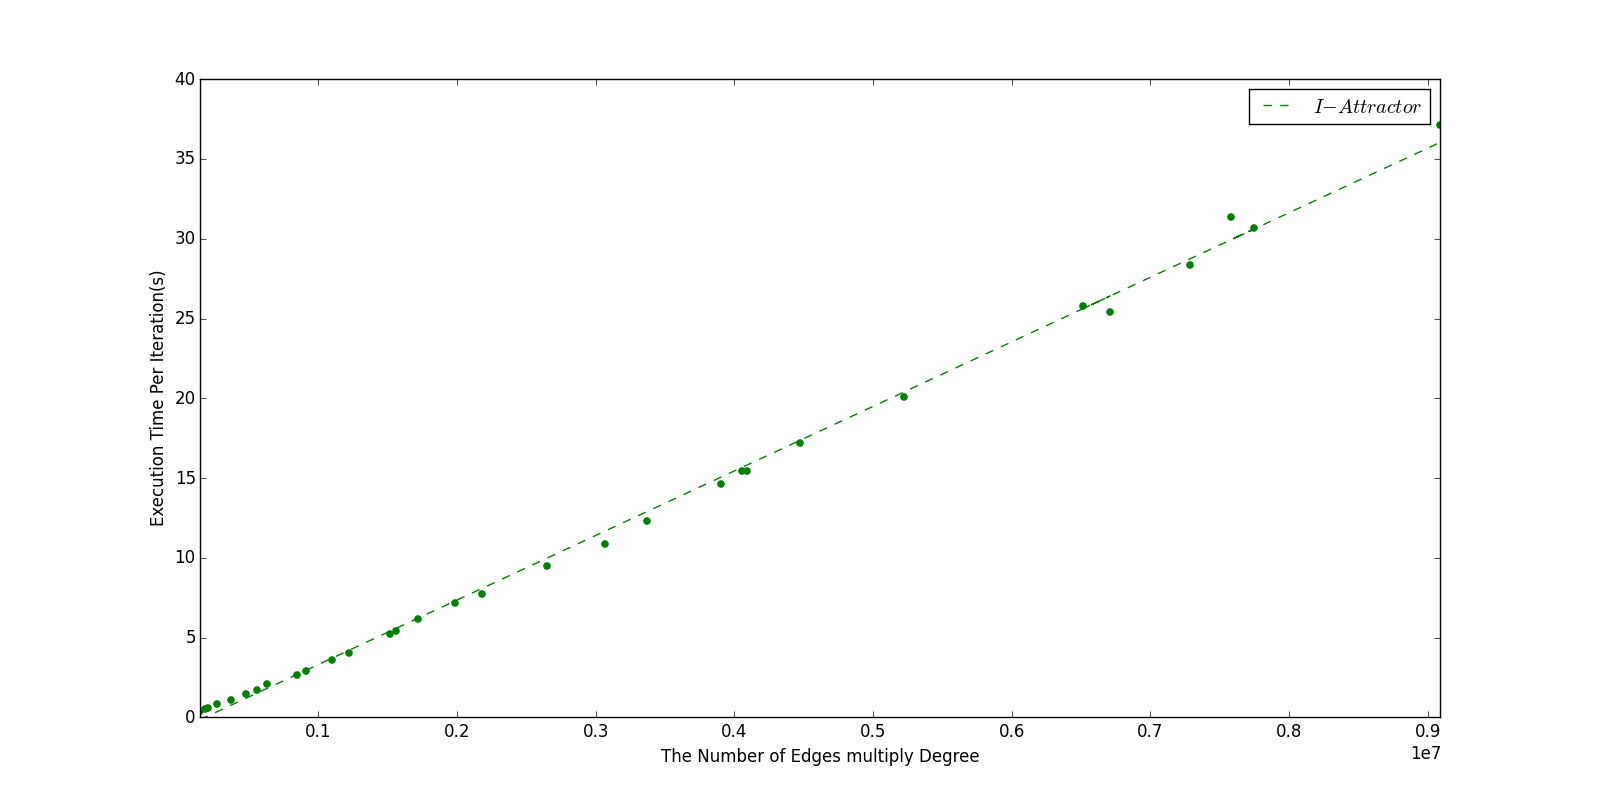 40
35
30
25
20
15
10
5
0
Execution Time Per Iteration(s)
I-Attractor
0.1 0.2 0.3 0.4 0.5 0.6 0.7 0.8 0.9
1e7
The Number of Edges multiply Degree